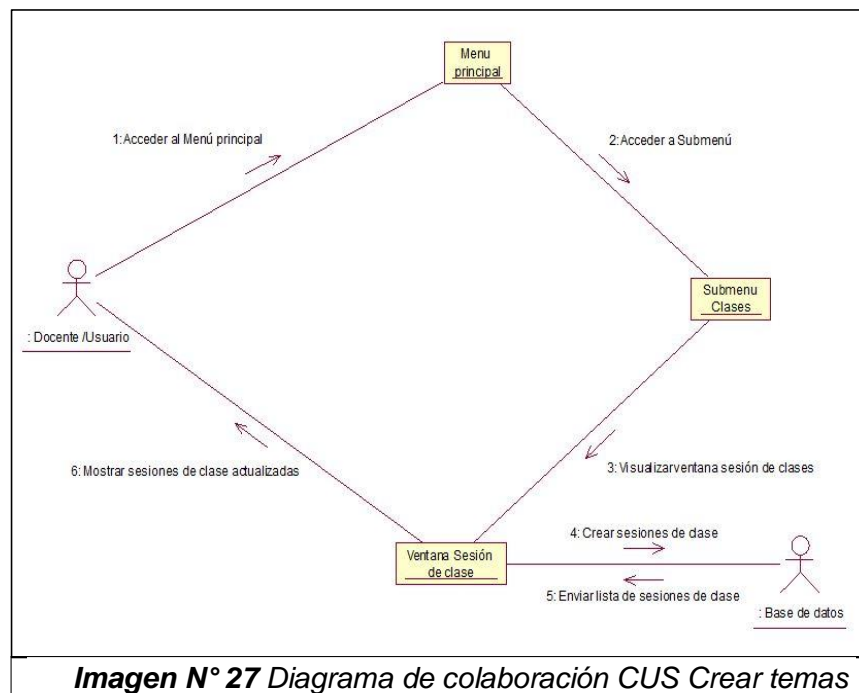 Menu
principal
1: Acceder al Menú principal
2: Acceder a Submenú
Submenu
Clases
: Docente /Usuario
6: Mostrar sesiones de clase actualizadas
3: Visualizar ventana sesión de clases
4: Crear sesiones de clase
Ventana Sesión
de clase
5: Enviar lista de sesiones de clase
: Base de datos
Imagen N° 27 Diagrama de colaboración CUS Crear temas